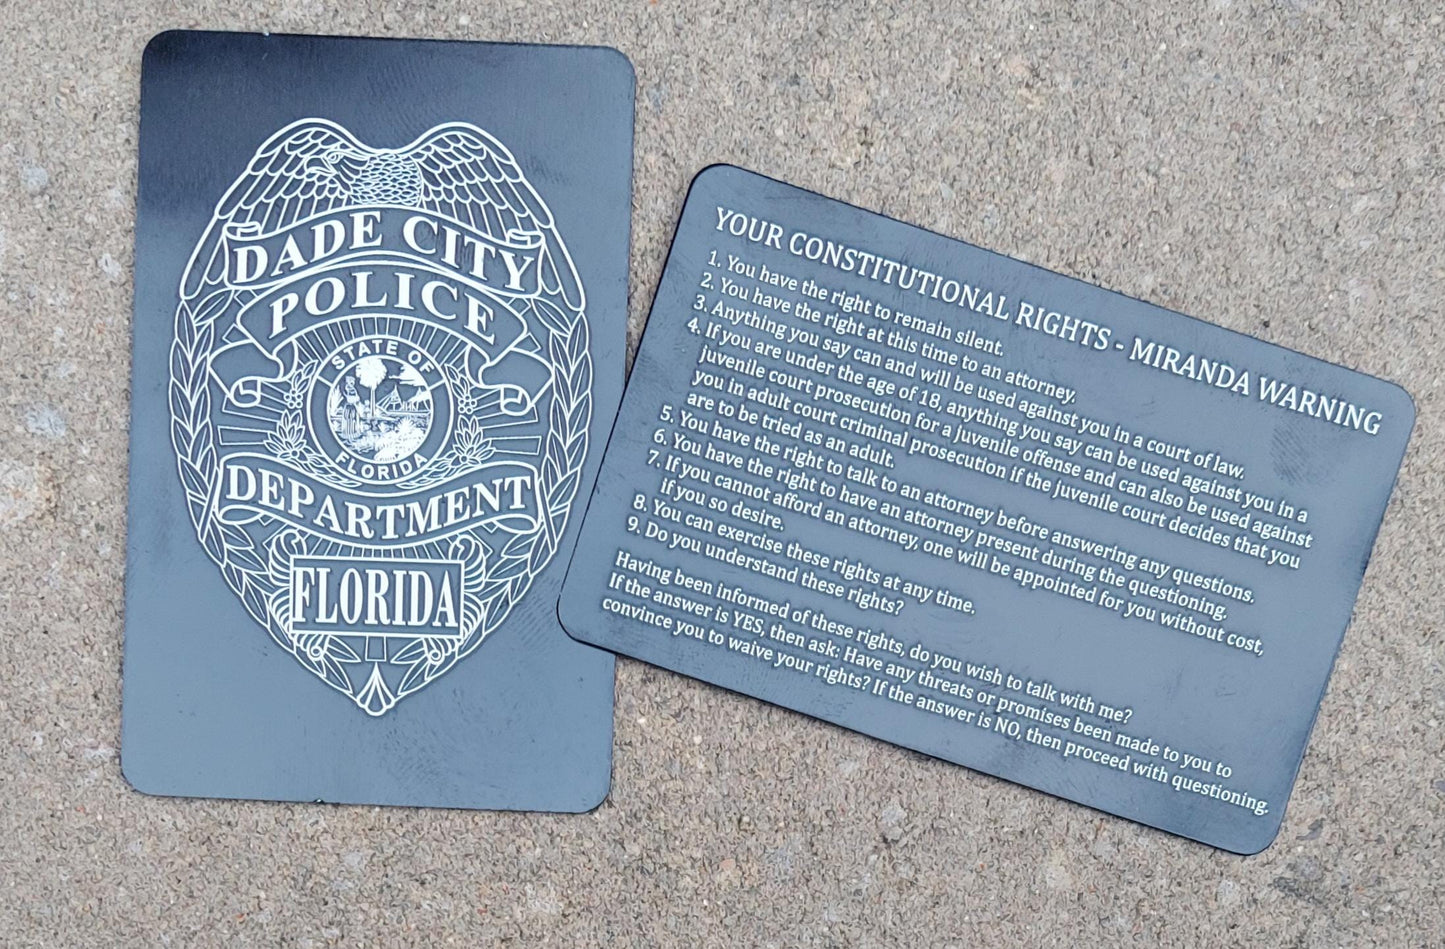 DADE CITY
POLICE
STATE OF
FLORIDA
DEPARTMENT
FLORIDA
YOUR CONSTITUTIONAL RIGHTS - MIRANDA WARNING
1. You have the right to remain silent.
2. You have the right at this time to an attorney.
3. Anything you say can and will be used against you in a court of law.
4. If you are under the age of 18, anything you say can be used against you in a
juvenile court prosecution for a juvenile offense and can also be used against
you in adult court criminal prosecution if the juvenile court decides that you
are to be tried as an adult.
5. You have the right to talk to an attorney before answering any questions.
6. You have the right to have an attorney present during the questioning.
7. If you cannot afford an attorney, one will be appointed for you without cost,
if you so desire.
8. You can exercise these rights at any time.
9. Do you understand these rights?
Having been informed of these rights, do you wish to talk with me?
If the answer is YES, then ask: Have any threats or promises been made to you to
convince you to waive your rights? If the answer is NO, then proceed with questioning.